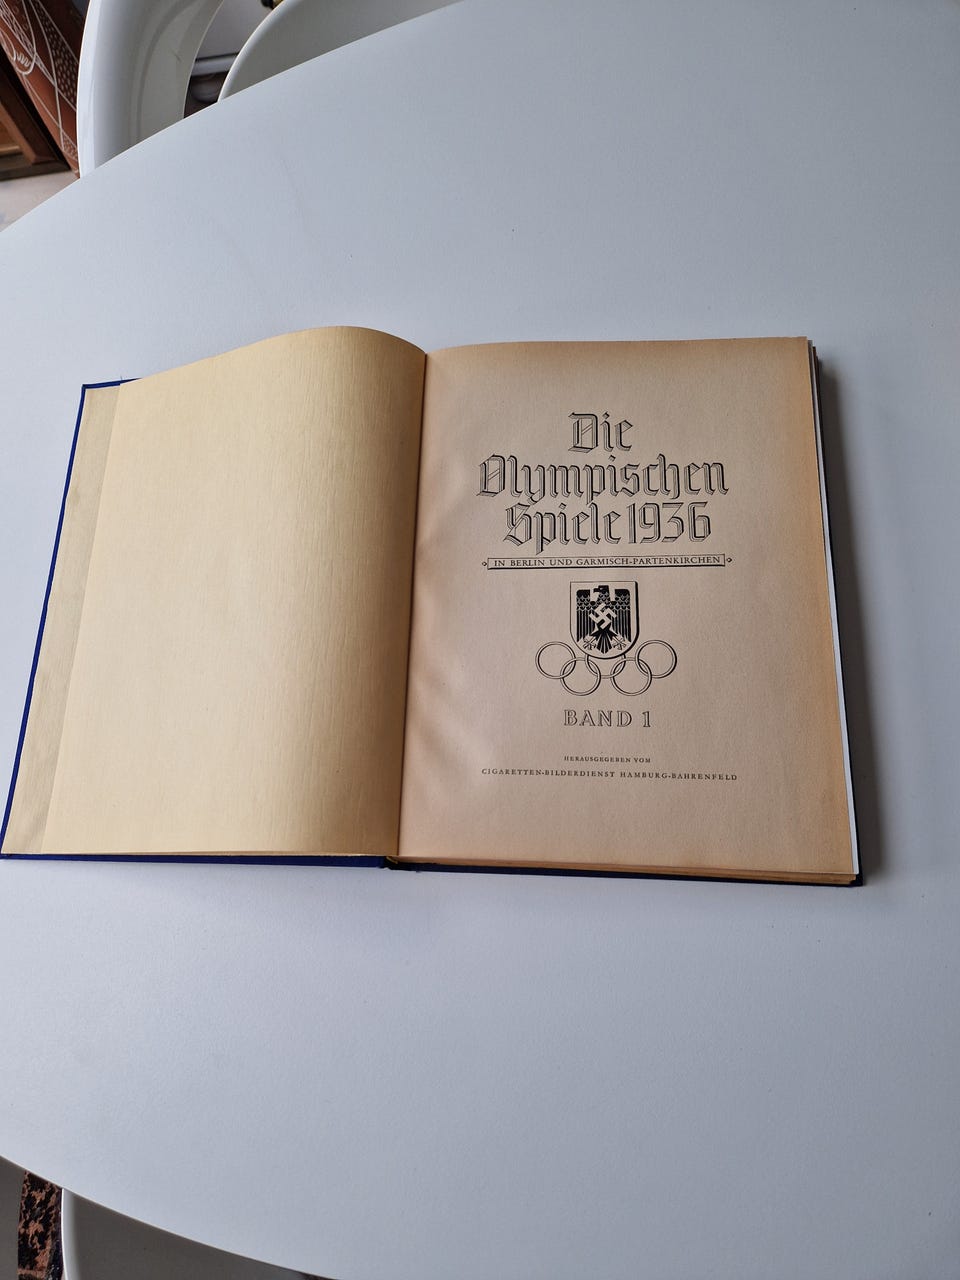 Die
Olympischen
Spiele 1936
IN BERLIN UND GARMISCH-PARTENKIRCHEN
BAND 1
HERAUSGEGEBEN VOM
CIGARETTEN-BILDERDIENST HAMBURG-BAHRENFELD